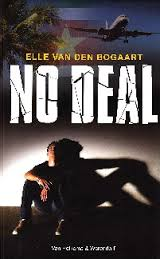 ELLE VAN DEN BOGAART
NO DEAL
Van Holkema & Warendorf